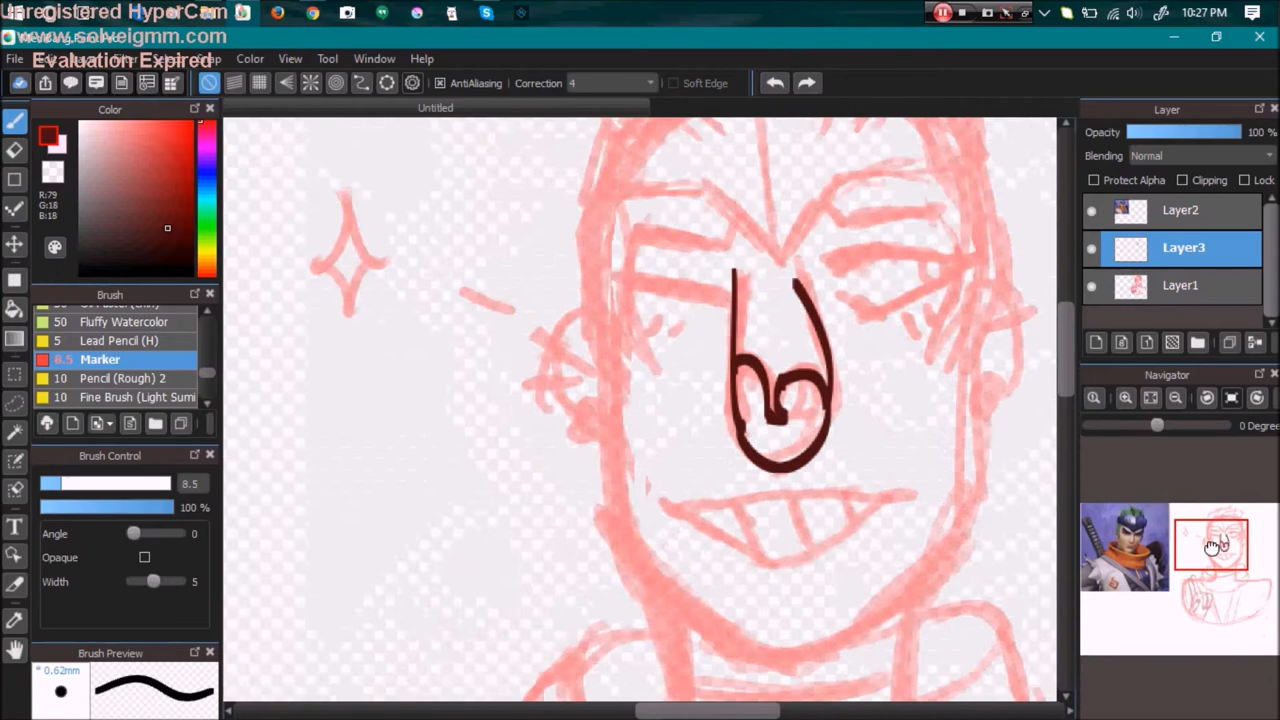 Unregistered HyperCam
10:27 PM
www.solveigmm.com
Evaluation Expired
File
Color
View
Tool
Window
Help
AntiAliasing
Correction
4
Soft Edge
Color
Untitled
Layer
Opacity
100 %
Blending
Normal
Protect Alpha
Clipping
Lock
R:79
G:18
B:18
Layer2
Layer3
Layer1
Brush
50 Fluffy Watercolor
5 Lead Pencil (H)
8.5 Marker
10 Pencil (Rough) 2
10 Fine Brush (Light Sumi
Navigator
0 Degree
Brush Control
8.5
100 %
Angle
0
Opaque
Width
5
Brush Preview
* 0.62mm